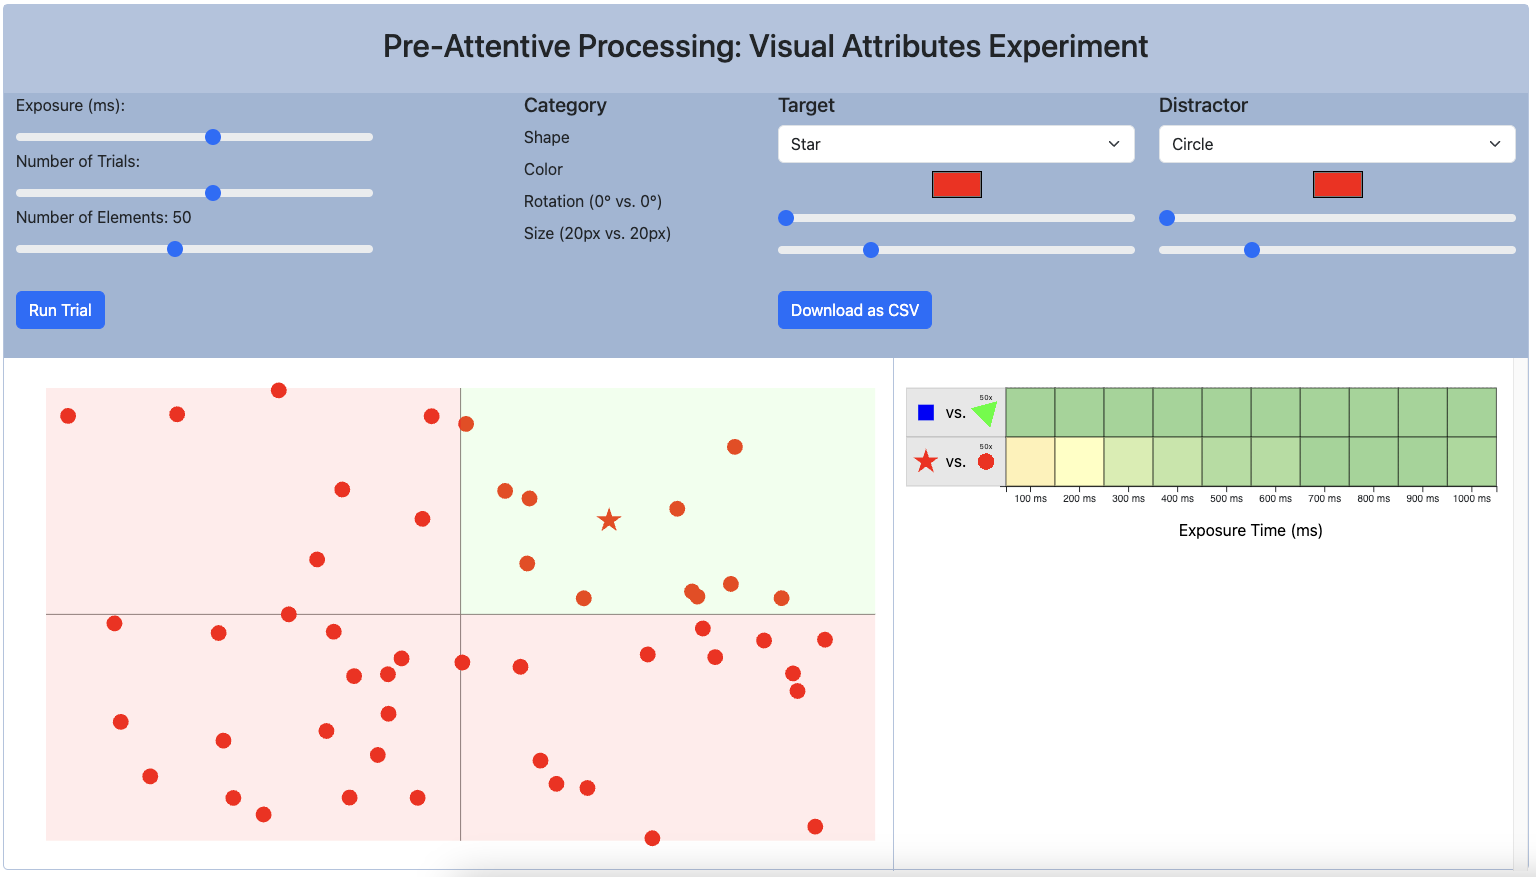 Pre-Attentive Processing: Visual Attributes Experiment
Exposure (ms):
Number of Trials:
Number of Elements: 50
Run Trial
Category
Shape
Color
Rotation (0° vs. 0°)
Size (20px vs. 20px)
Target
Star
Download as CSV
Distractor
Circle
50x
vs.
50x
vs.
100 ms 200 ms 300 ms 400 ms 500 ms 600 ms 700 ms 800 ms 900 ms 1000 ms
Exposure Time (ms)